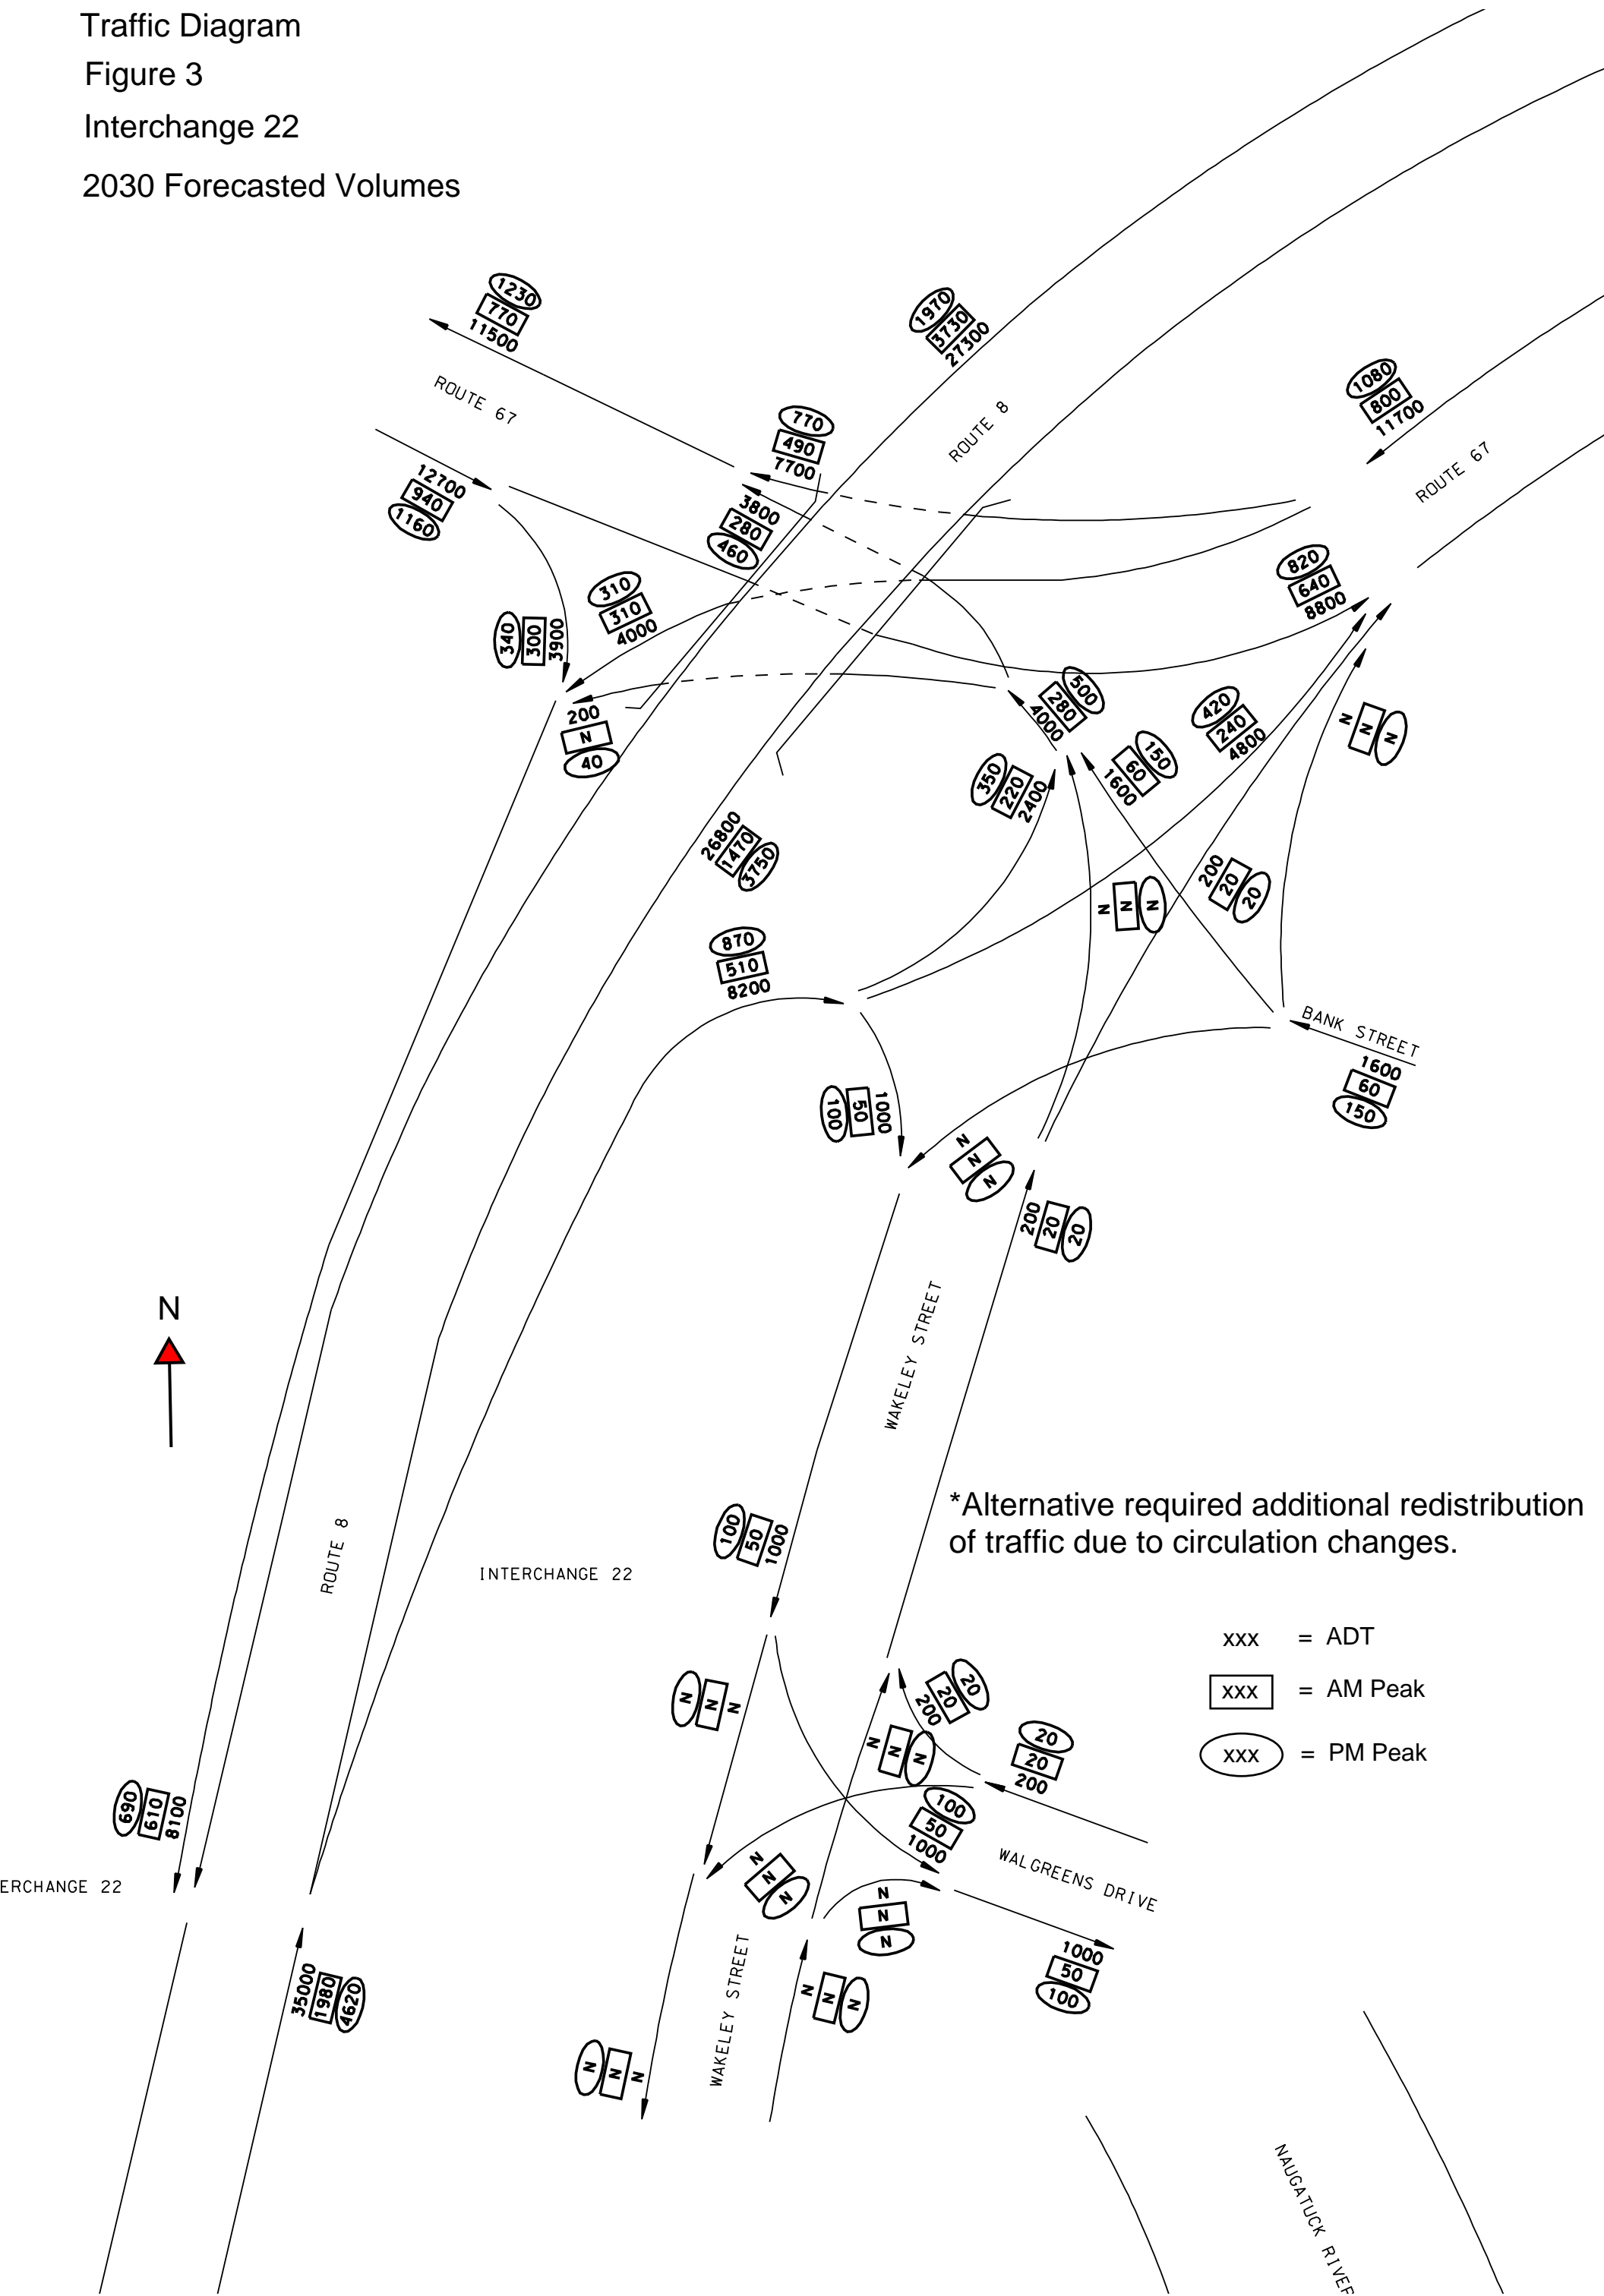 Traffic Diagram
Figure 3
Interchange 22
2030 Forecasted Volumes
1230
770
11500
ROUTE 67
12700
940
1160
1970
3730
27300
ROUTE 8
770
490
7700
3800
280
460
1080
800
11700
ROUTE 67
340
300
3900
310
310
4000
820
640
8800
200
N
40
4000
280
500
1600
60
150
420
240
4800
N
N
N
350
220
2400
26800
1470
3750
N
N
N
200
20
20
870
510
8200
BANK STREET
1600
60
150
100
50
1000
N
N
N
200
20
20
N
WAKELEY STREET
*Alternative required additional redistribution
of traffic due to circulation changes.
ROUTE 8
INTERCHANGE 22
100
50
1000
xxx = ADT
xxx = AM Peak
xxx = PM Peak
N
N
N
200
20
20
N
N
N
20
20
200
100
50
1000
WALGREENS DRIVE
690
610
8100
ERCHANGE 22
N
N
N
N
N
N
WAKELEY STREET
N
N
N
1000
50
100
35000
1980
4620
N
N
N
NAUGATUCK RIVER